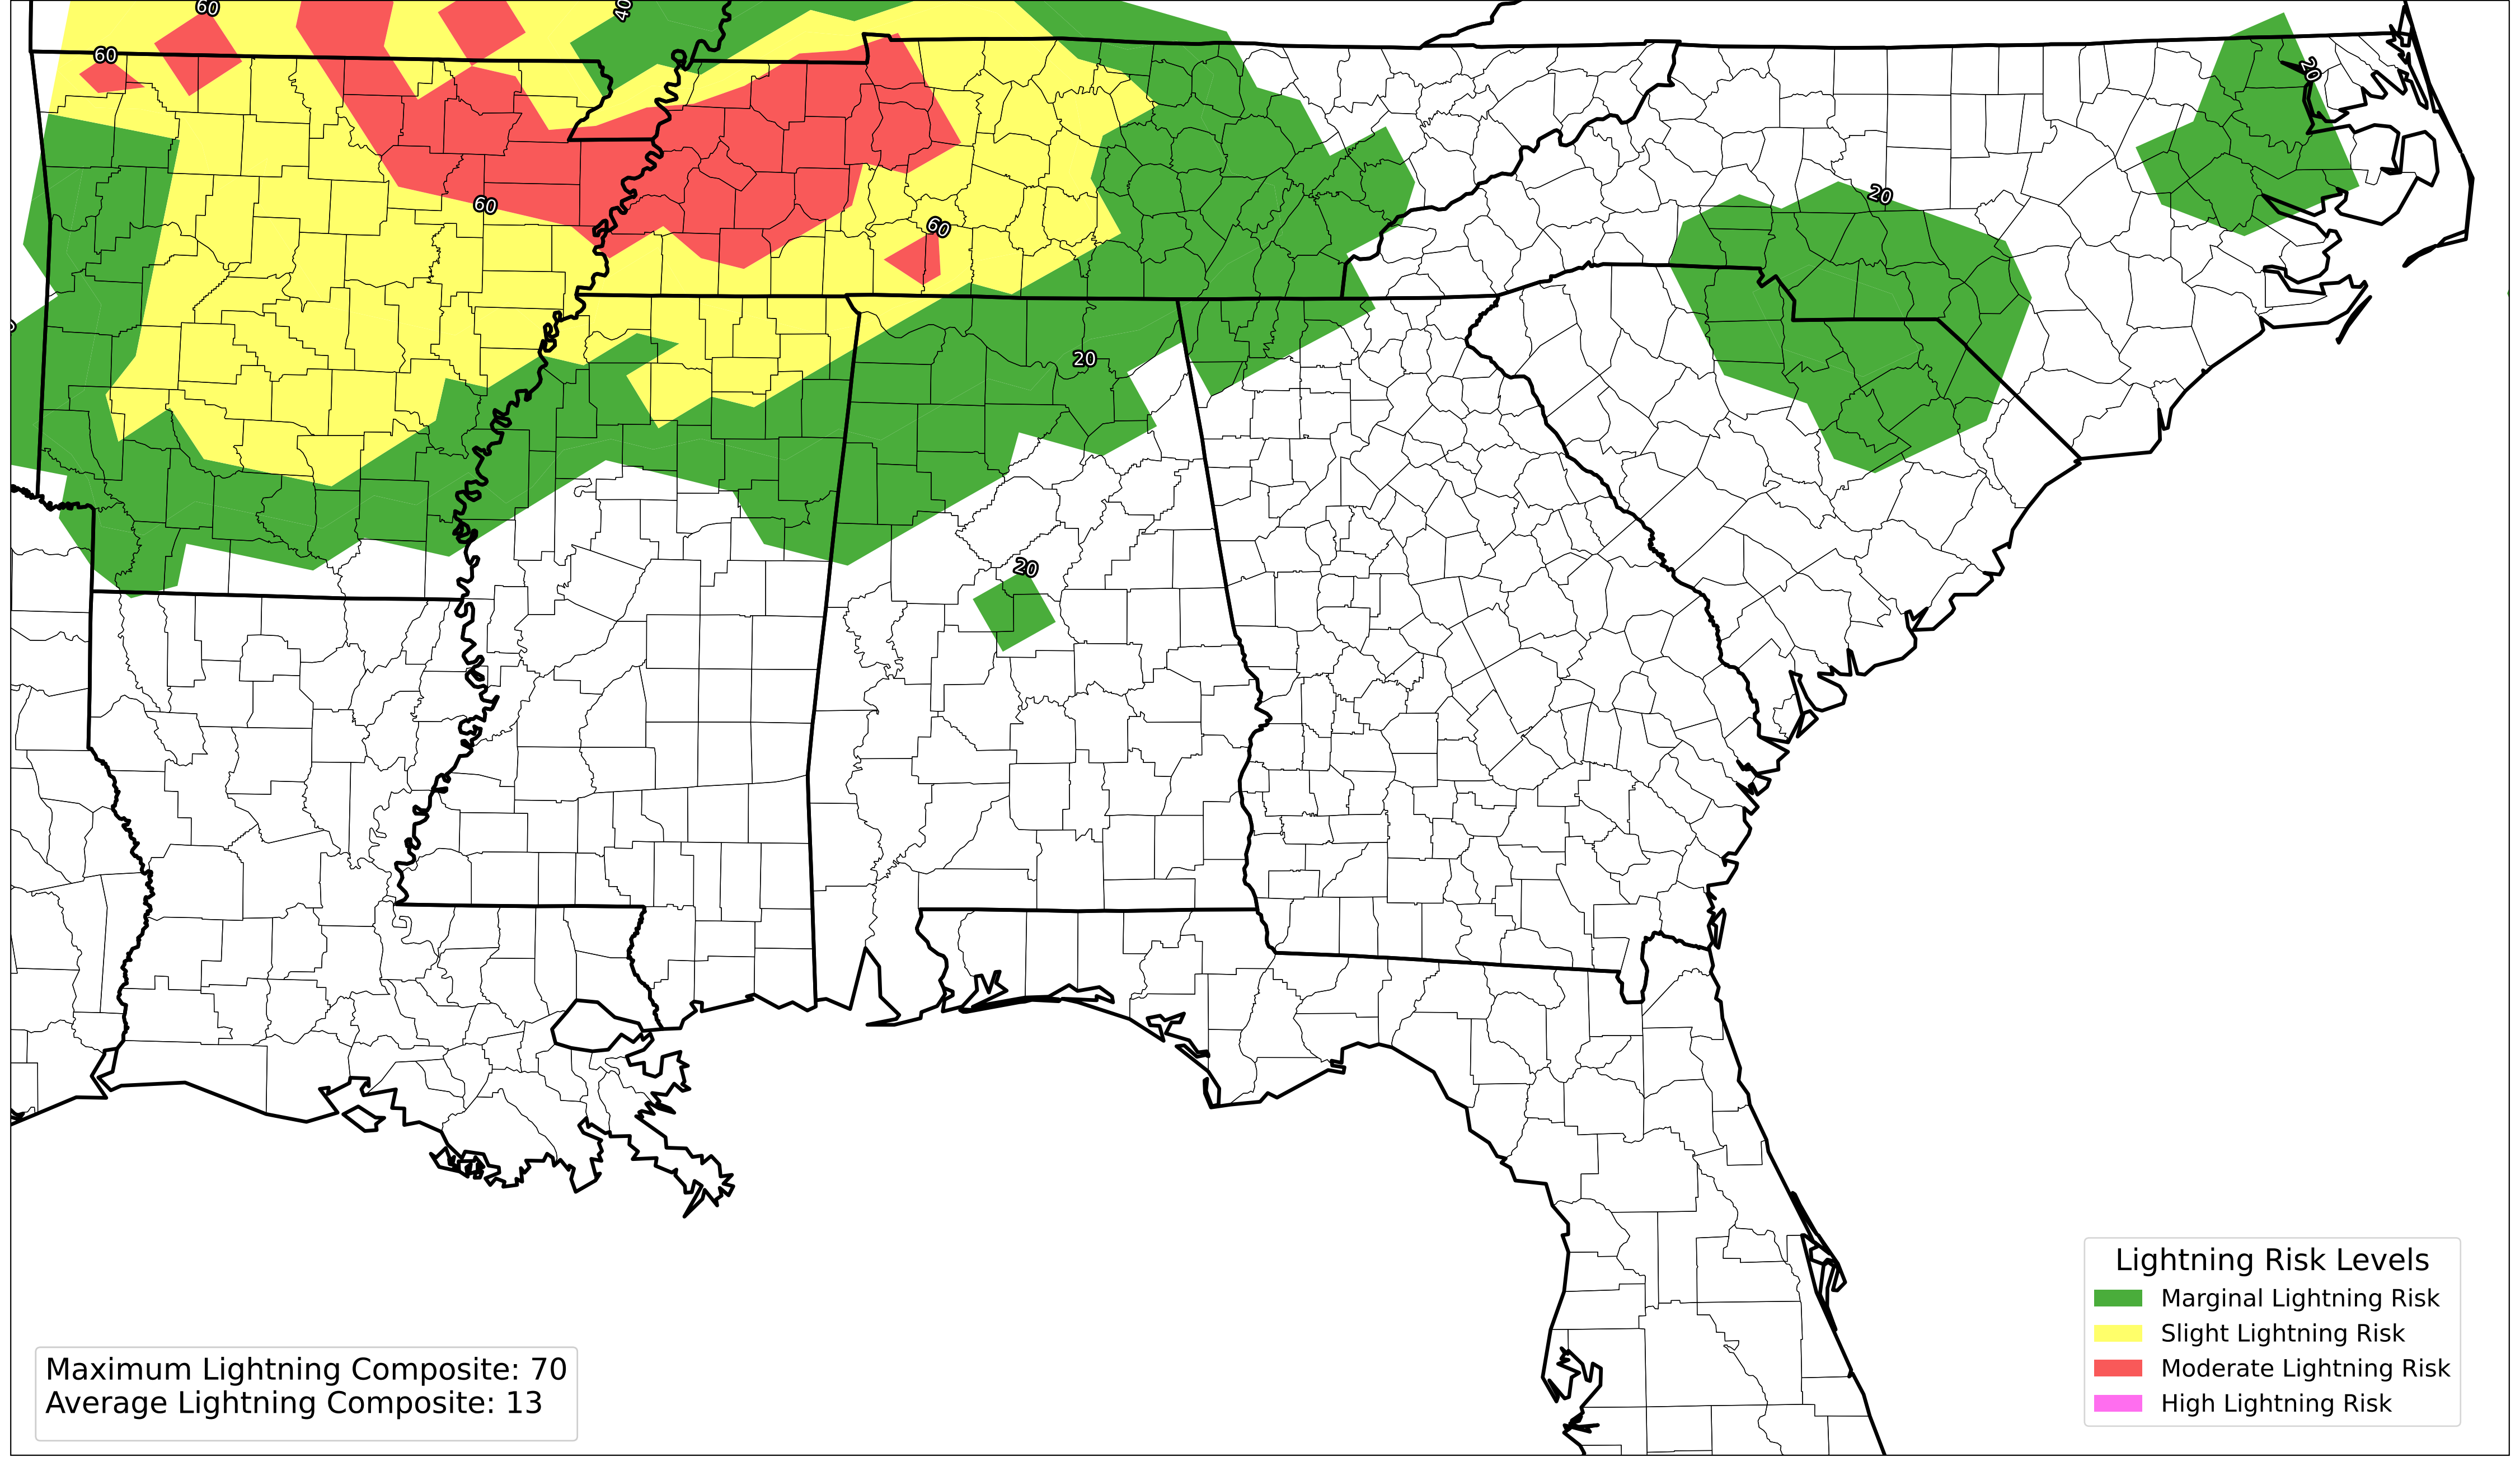 60
40
60
20
20
60
60
20
20
Lightning Risk Levels
Marginal Lightning Risk
Slight Lightning Risk
Moderate Lightning Risk
High Lightning Risk
Maximum Lightning Composite: 70
Average Lightning Composite: 13